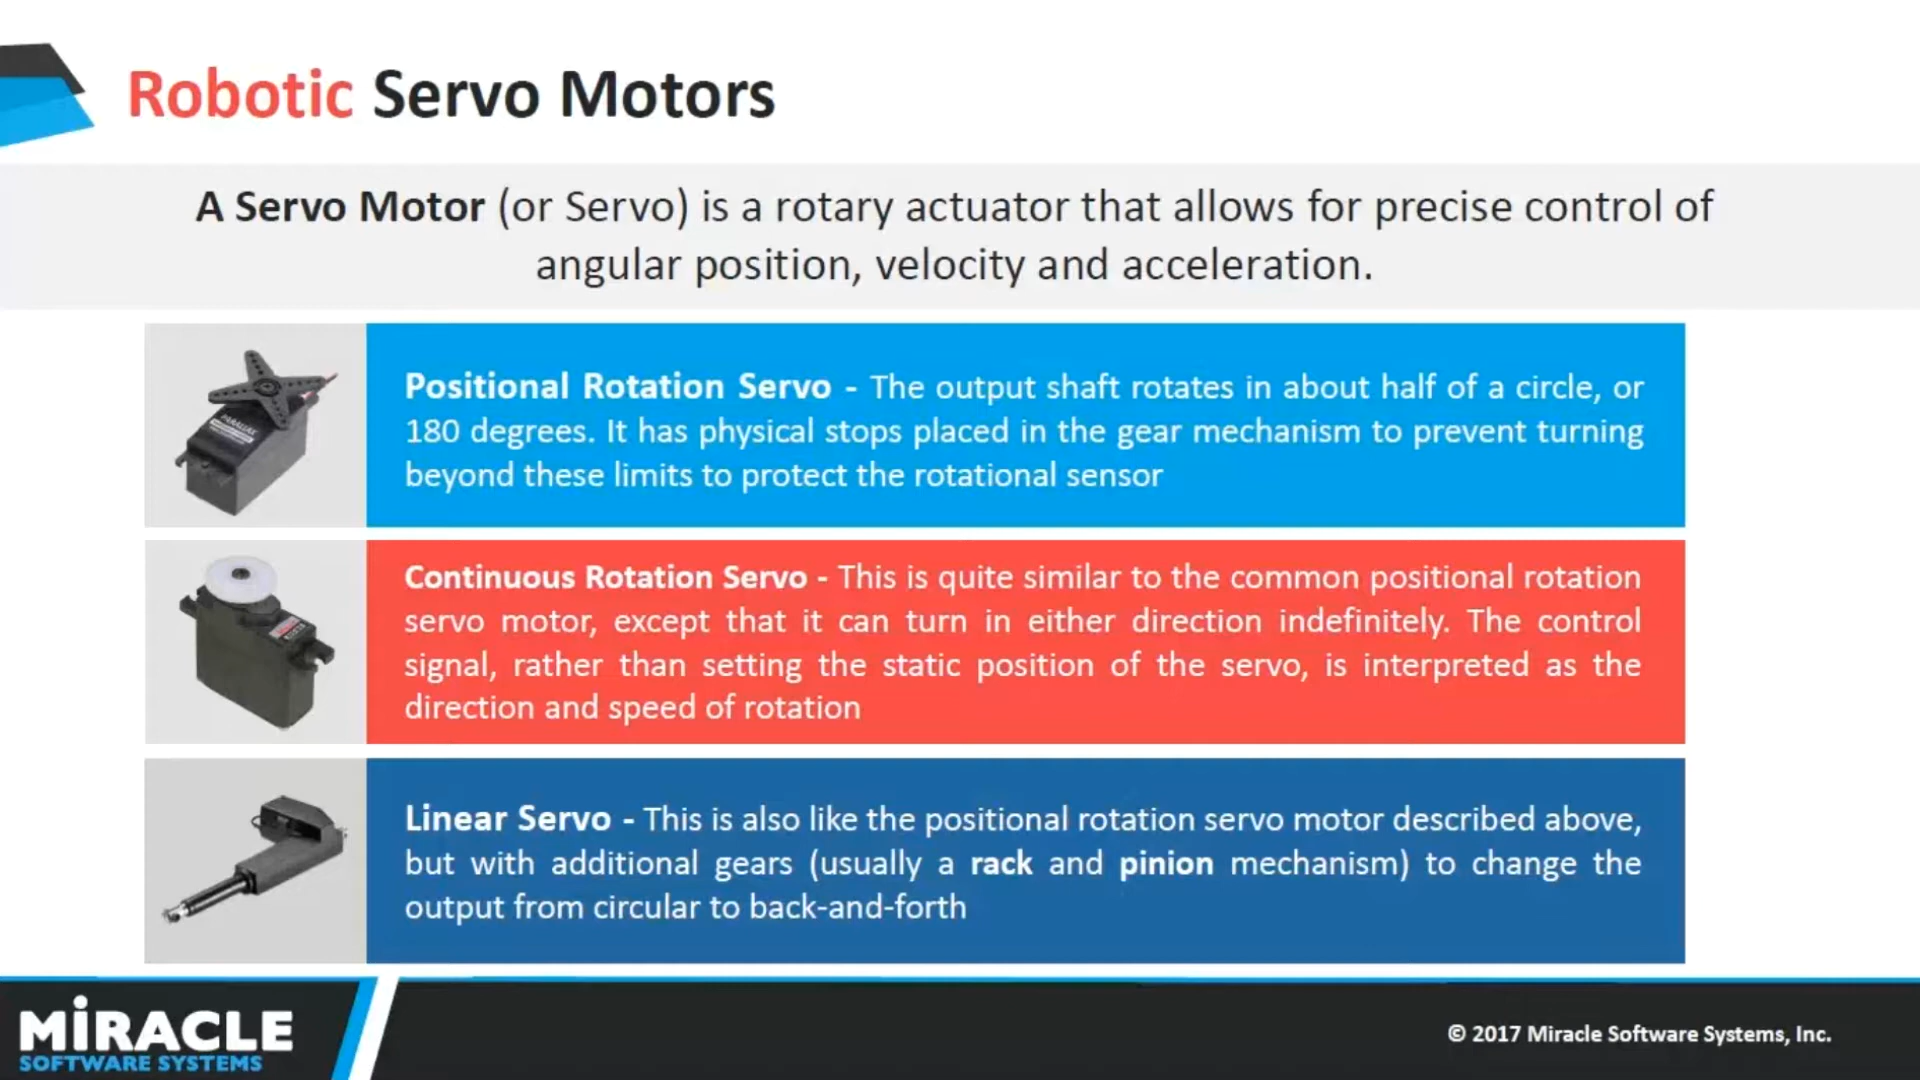 Robotic Servo Motors
A Servo Motor (or Servo) is a rotary actuator that allows for precise control of
angular position, velocity and acceleration.
PARALLAX
Positional Rotation Servo - The output shaft rotates in about half of a circle, or
180 degrees. It has physical stops placed in the gear mechanism to prevent turning
beyond these limits to protect the rotational sensor
Continuous Rotation Servo - This is quite similar to the common positional rotation
servo motor, except that it can turn in either direction indefinitely. The control
signal, rather than setting the static position of the servo, is interpreted as the
direction and speed of rotation
Linear Servo - This is also like the positional rotation servo motor described above,
but with additional gears (usually a rack and pinion mechanism) to change the
output from circular to back-and-forth
MiRACLE
SOFTWARE SYSTEMS
© 2017 Miracle Software Systems, Inc.